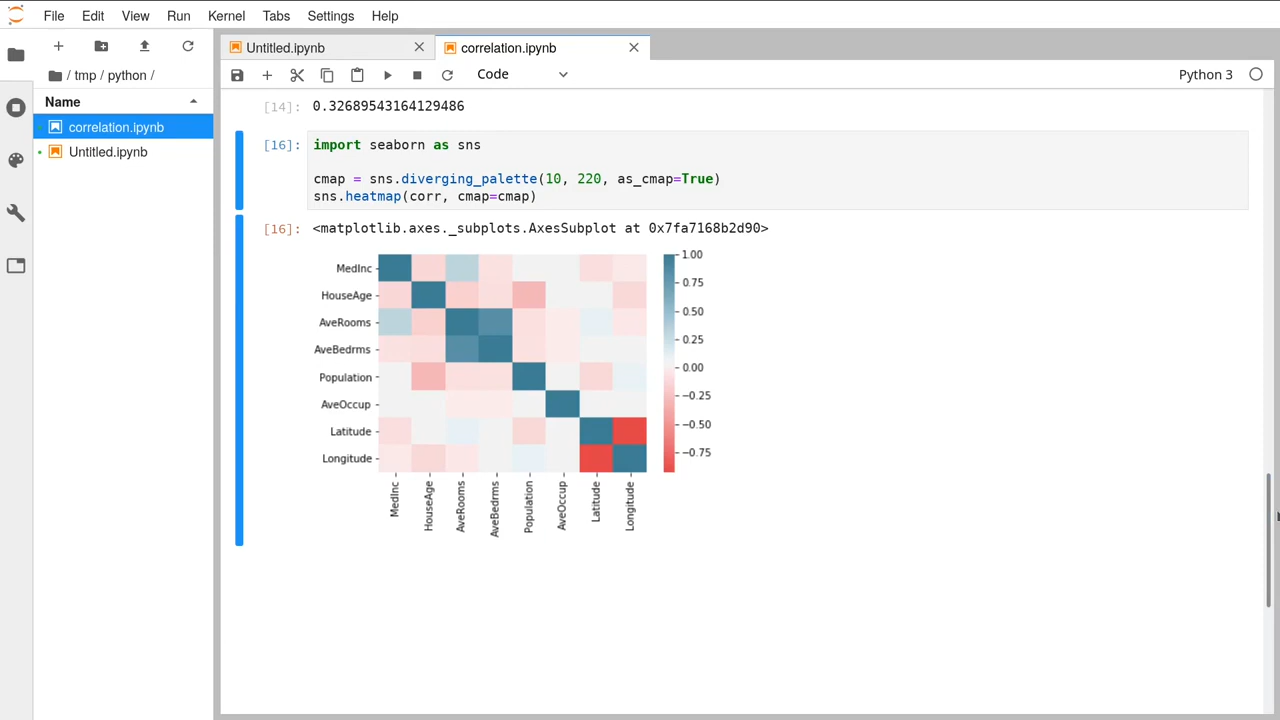 File Edit View Run Kernel Tabs Settings Help
/ tmp / python /
Name
correlation.ipynb
Untitled.ipynb
Untitled.ipynb
correlation.ipynb
Code
Python 3
[14]: 0.32689543164129486
[16]: import seaborn as sns
cmap = sns.diverging_palette(10, 220, as_cmap=True)
sns.heatmap(corr, cmap=cmap)
[16]: <matplotlib.axes._subplots.AxesSubplot at 0x7fa7168b2d90>
MedInc
HouseAge
AveRooms
AveBedrms
Population
AveOccup
Latitude
Longitude
MedInc
HouseAge
AveRooms
AveBedrms
Population
AveOccup
Latitude
Longitude
1.00
0.75
0.50
0.25
0.00
−0.25
−0.50
−0.75